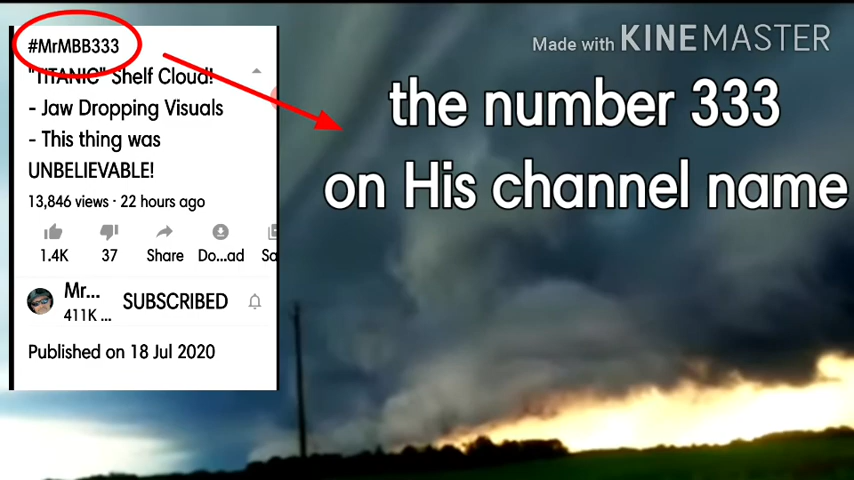 #MrMBB333
"TITANIC" Shelf Cloud!
- Jaw Dropping Visuals
- This thing was
UNBELIEVABLE!
13,846 views · 22 hours ago
1.4K 37 Share Do...ad Sa
Mr...
411K ...
SUBSCRIBED
Published on 18 Jul 2020
Made with KINEMASTER
the number 333
on His channel name